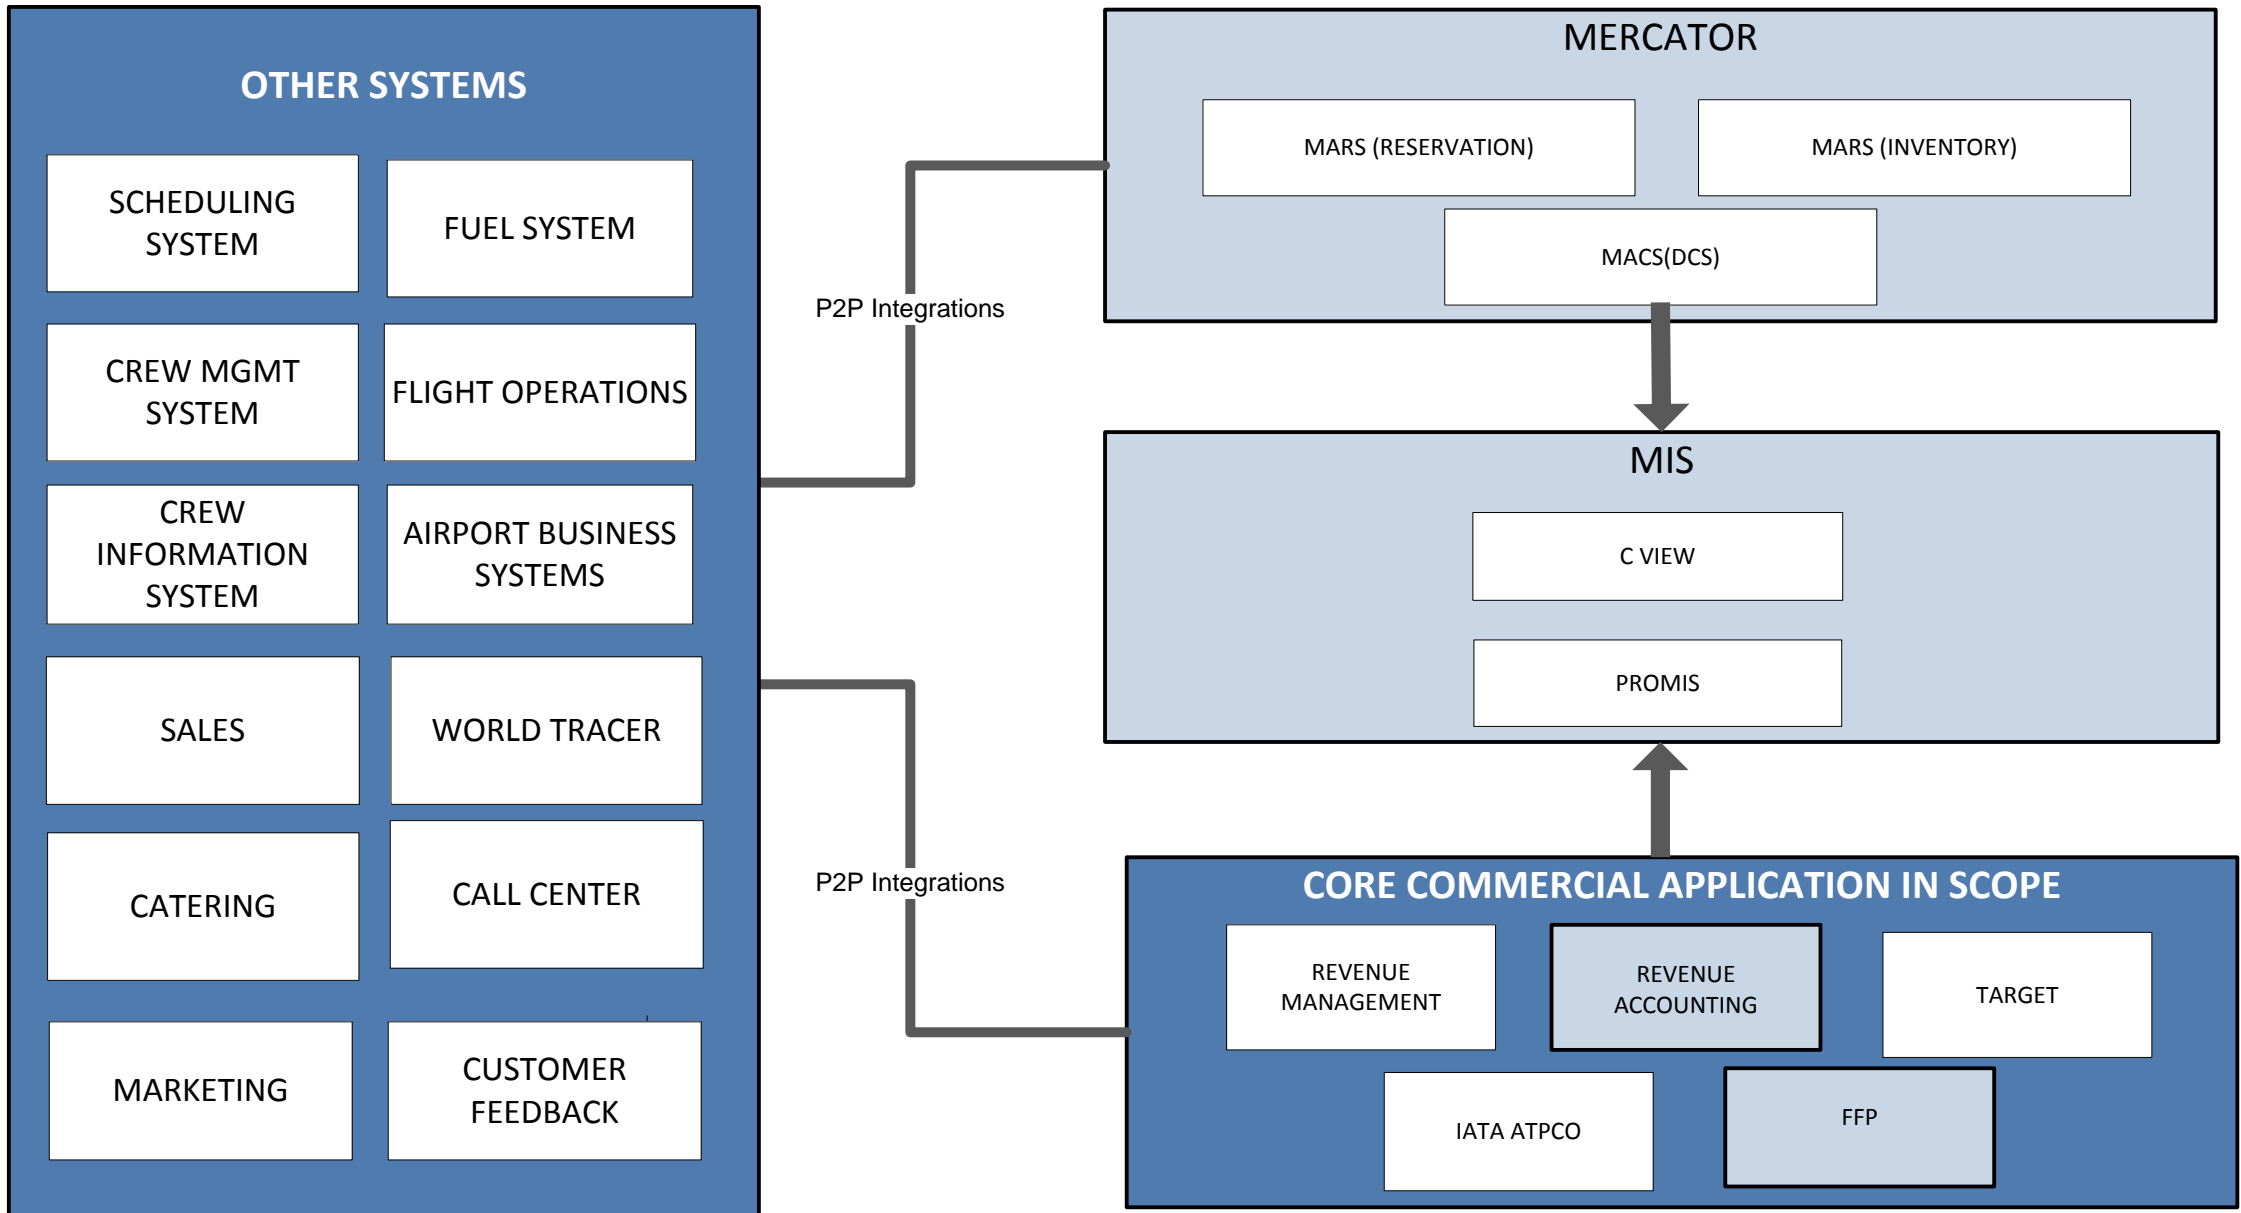 OTHER SYSTEMS
SCHEDULING
SYSTEM
FUEL SYSTEM
CREW MGMT
SYSTEM
FLIGHT OPERATIONS
CREW
INFORMATION
SYSTEM
AIRPORT BUSINESS
SYSTEMS
SALES
WORLD TRACER
CATERING
CALL CENTER
MARKETING
CUSTOMER
FEEDBACK
P2P Integrations
P2P Integrations
MERCATOR
MARS (RESERVATION)
MARS (INVENTORY)
MACS(DCS)
MIS
C VIEW
PROMIS
CORE COMMERCIAL APPLICATION IN SCOPE
REVENUE
MANAGEMENT
REVENUE
ACCOUNTING
TARGET
IATA ATPCO
FFP